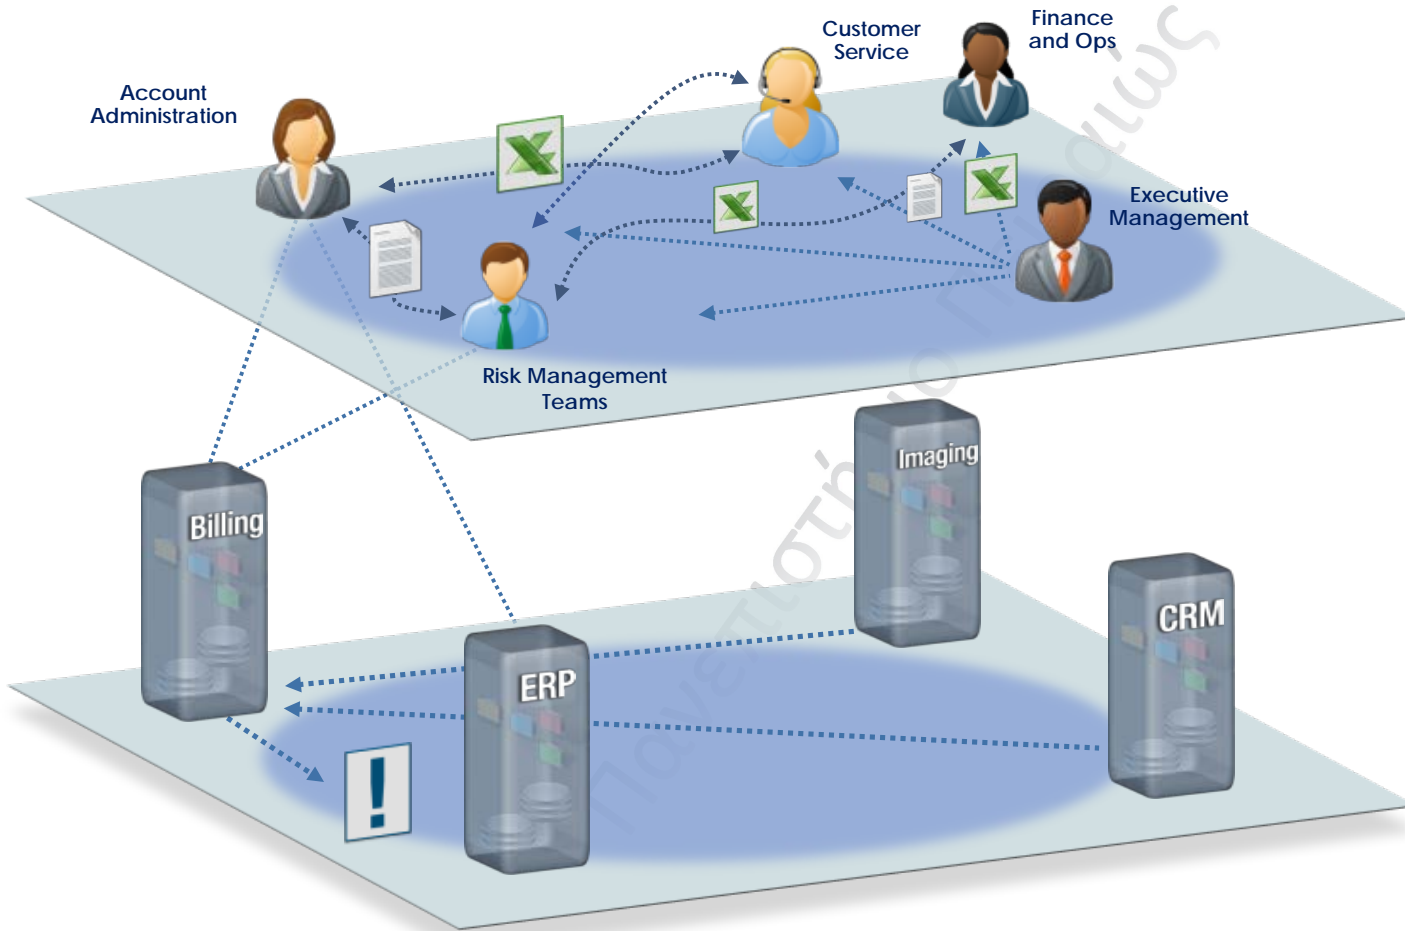 Finance
and Ops
Customer
Service
Account
Administration
Executive
Management
Risk Management
Teams
Imaging
Billing
CRM
ERP
!